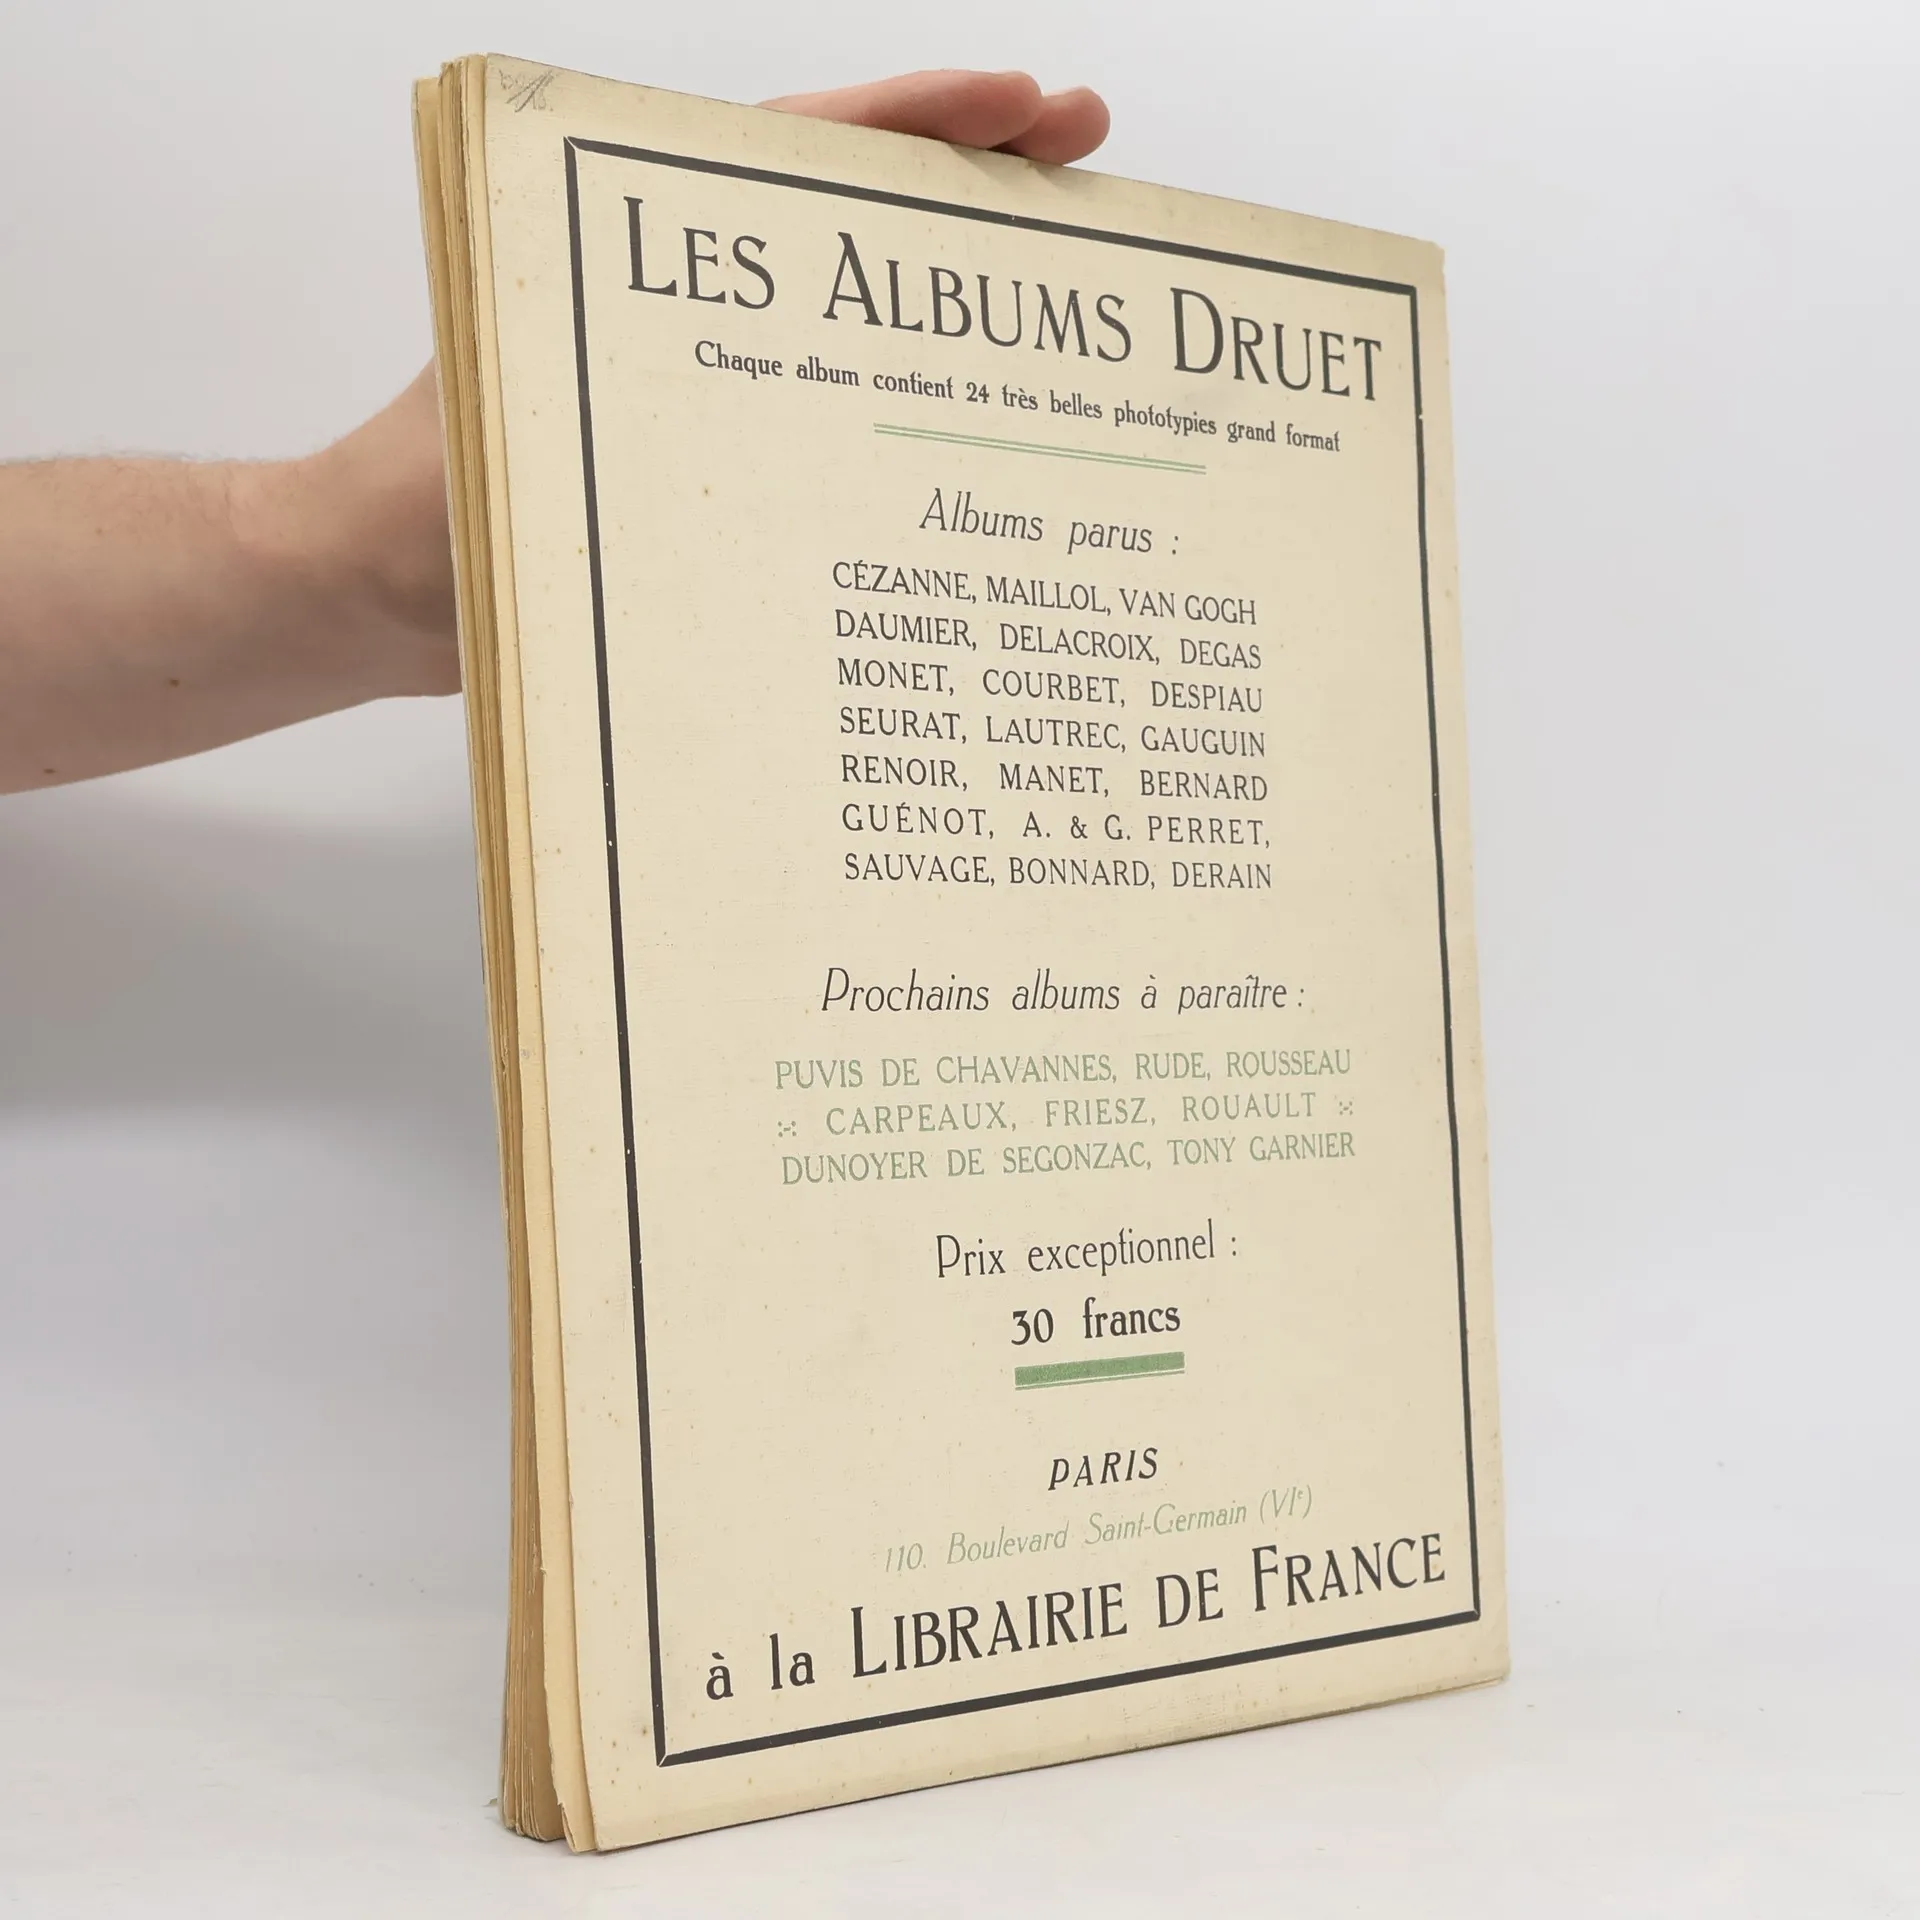 LES ALBUMS DRUET
Chaque album contient 24 très belles phototypies grand format
Albums parus :
CÉZANNE, MAILLOL, VAN GOGH
DAUMIER, DELACROIX, DEGAS
MONET, COURBET, DESPIAU
SEURAT, LAUTREC, GAUGUIN
RENOIR, MANET, BERNARD
GUÉNOT, A. & G. PERRET,
SAUVAGE, BONNARD, DERAIN
Prochains albums à paraître :
PUVIS DE CHAVANNES, RUDE, ROUSSEAU
CARPEAUX, FRIESZ, ROUAULT
DUNOYER DE SEGONZAC, TONY GARNIER
Prix exceptionnel :
30 francs
PARIS
110. Boulevard Saint-Germain (VIᵉ)
à la LIBRAIRIE DE FRANCE